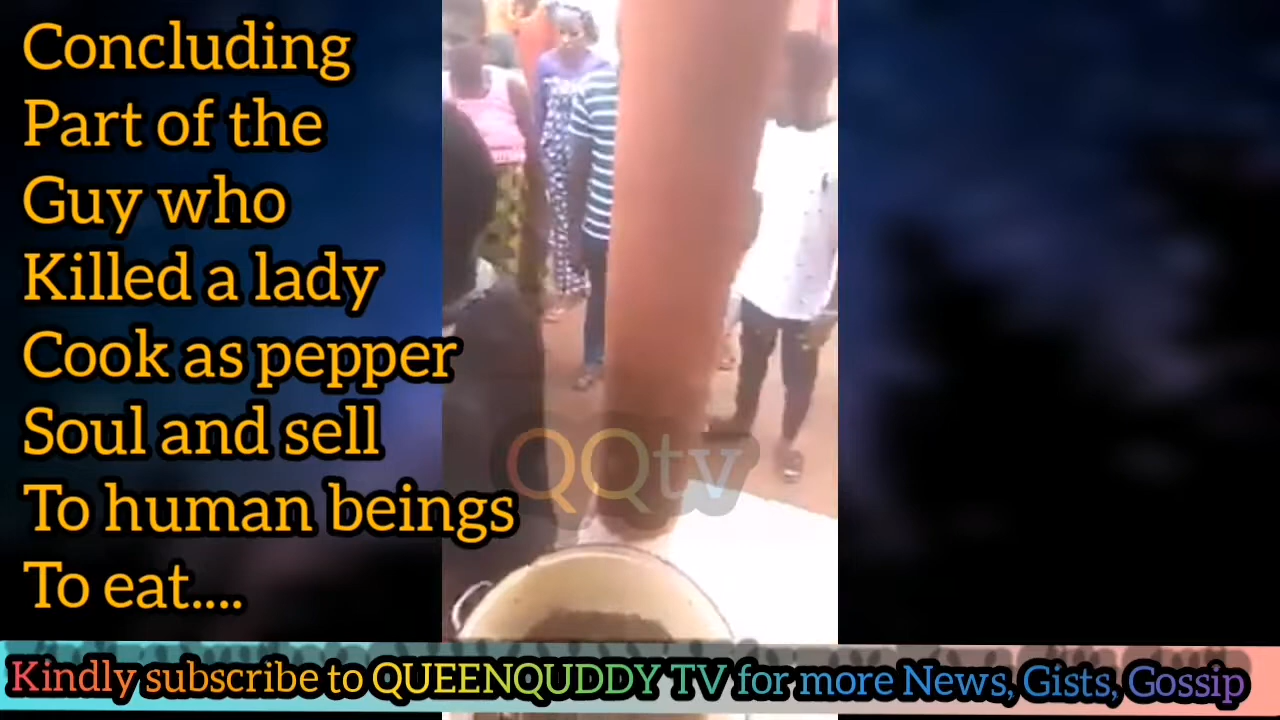 Concluding
Part of the
Guy who
Killed a lady
Cook as pepper
Soul and sell
To human beings
To eat....
QQtv
Kindly subscribe to QUEENQUDDY TV for more News, Gists, Gossip